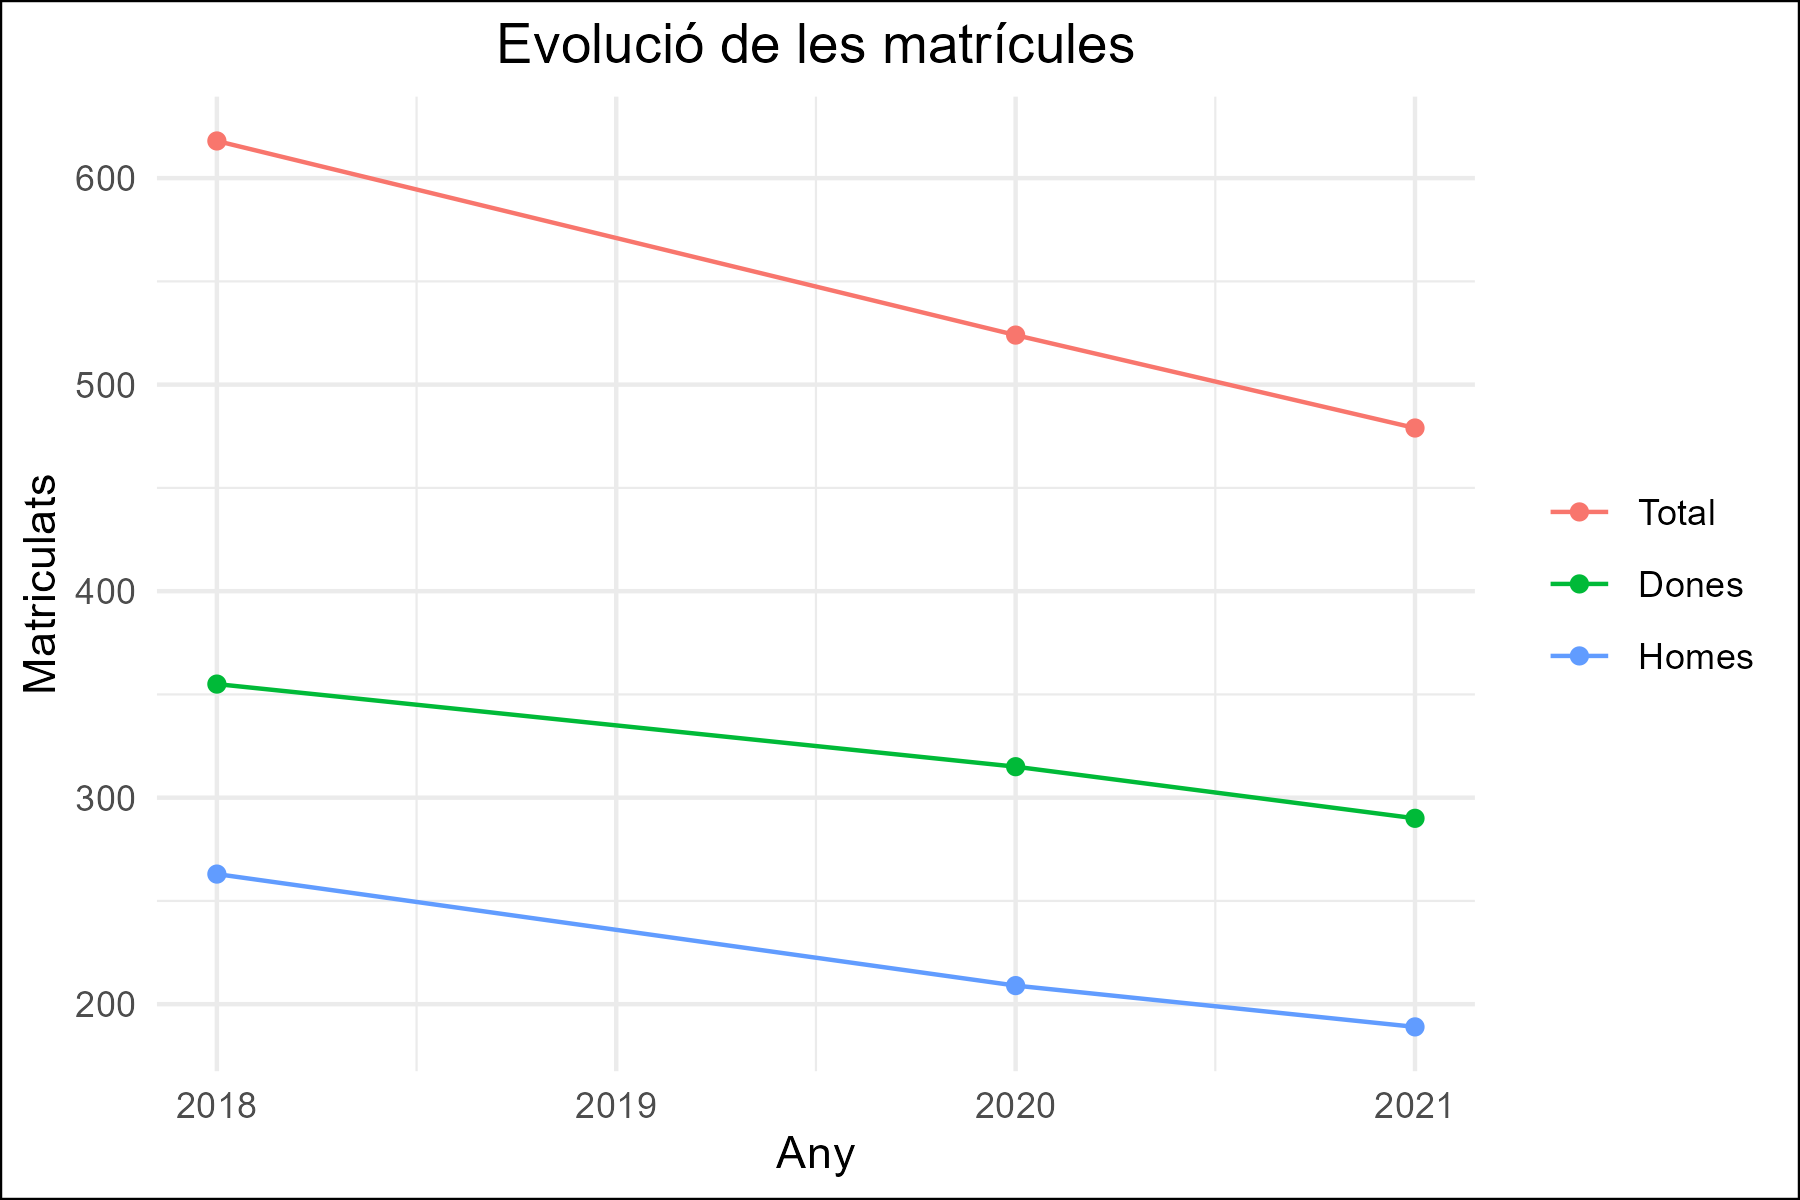 Evolució de les matrícules
600
500
400
300
200
Matriculats
2018 2019 2020 2021
Any
Total
Dones
Homes